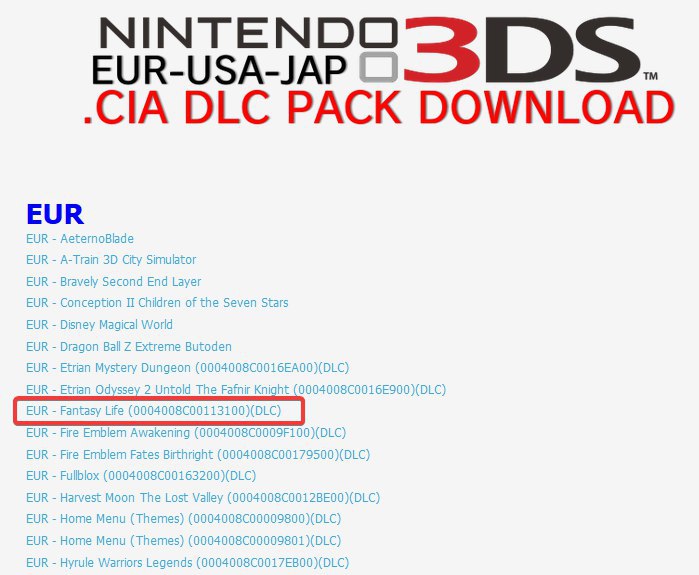 NINTENDO 3DS™
EUR-USA-JAP
.CIA DLC PACK DOWNLOAD
EUR
EUR - AeternoBlade
EUR - A-Train 3D City Simulator
EUR - Bravely Second End Layer
EUR - Conception II Children of the Seven Stars
EUR - Disney Magical World
EUR - Dragon Ball Z Extreme Butoden
EUR - Etrian Mystery Dungeon (0004008C0016EA00)(DLC)
EUR - Etrian Odyssey 2 Untold The Fafnir Knight (0004008C0016E900)(DLC)
EUR - Fantasy Life (0004008C00113100)(DLC)
EUR - Fire Emblem Awakening (0004008C0009F100)(DLC)
EUR - Fire Emblem Fates Birthright (0004008C00179500)(DLC)
EUR - Fullblox (0004008C00163200)(DLC)
EUR - Harvest Moon The Lost Valley (0004008C0012BE00)(DLC)
EUR - Home Menu (Themes) (0004008C00009800)(DLC)
EUR - Home Menu (Themes) (0004008C00009801)(DLC)
EUR - Hyrule Warriors Legends (0004008C0017EB00)(DLC)